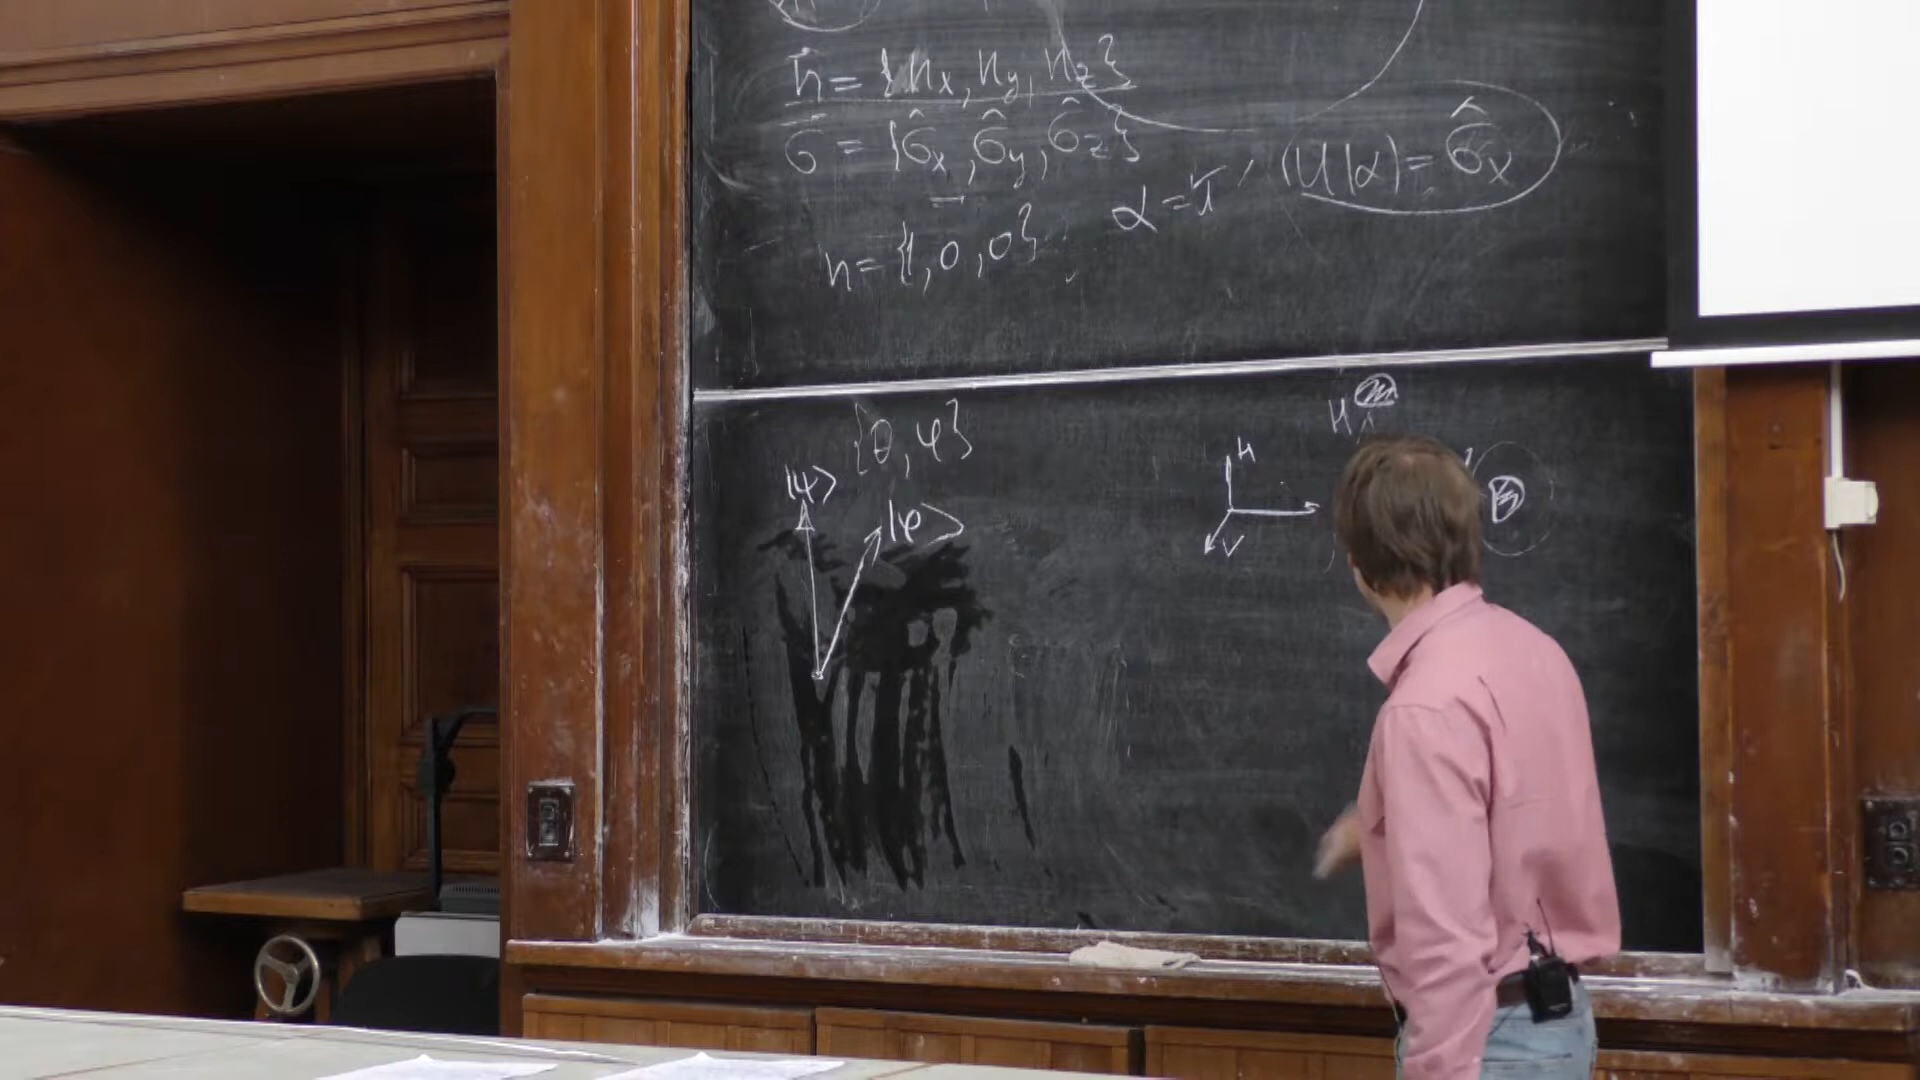 n⃗ = {n_x, n_y, n_z}
σ⃗ = {σ̂_x, σ̂_y, σ̂_z}
α = π, (U|α) = σ̂_x
n = {1, 0, 0}
{θ, φ}
|ψ⟩
|φ⟩
H
V
H